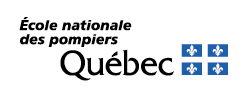 École nationale
des pompiers
Québec